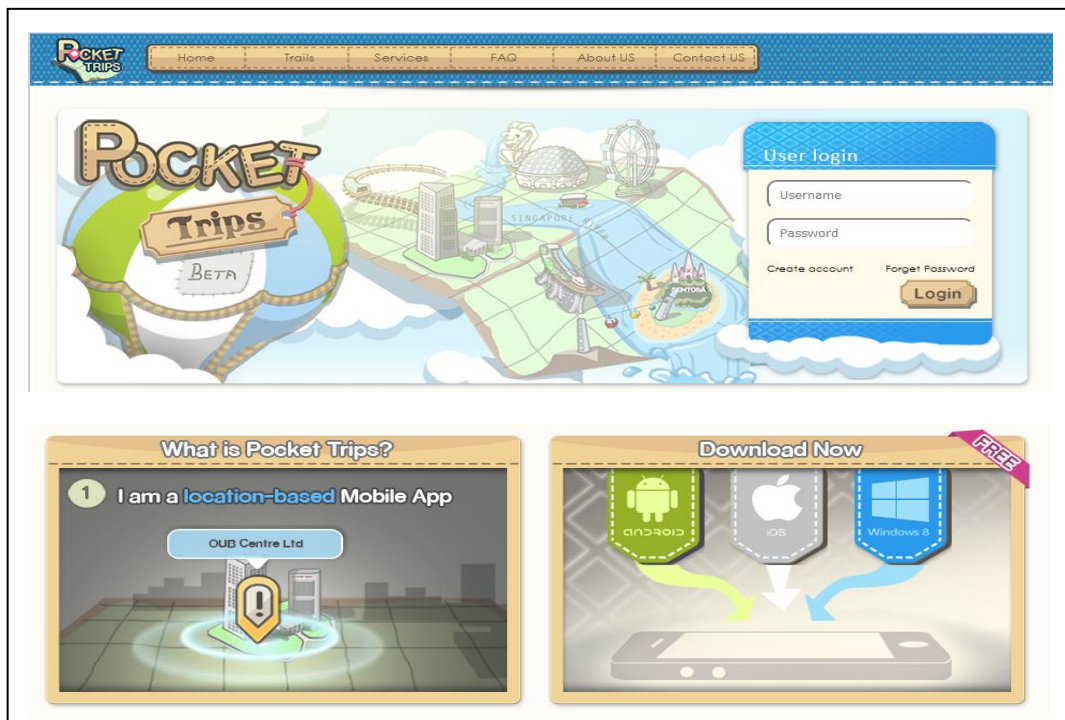 POCKET
TRIPS
Home Trails Services FAQ About US Contact US
POCKET
Trips
BETA
SINGAPORE RIVER
SENTOSA
User login
Username
Password
Create account Forget Password
Login
What is Pocket Trips?
1 I am a location-based Mobile App
OUB Centre Ltd
Download Now
FREE
android
iOS
Windows 8